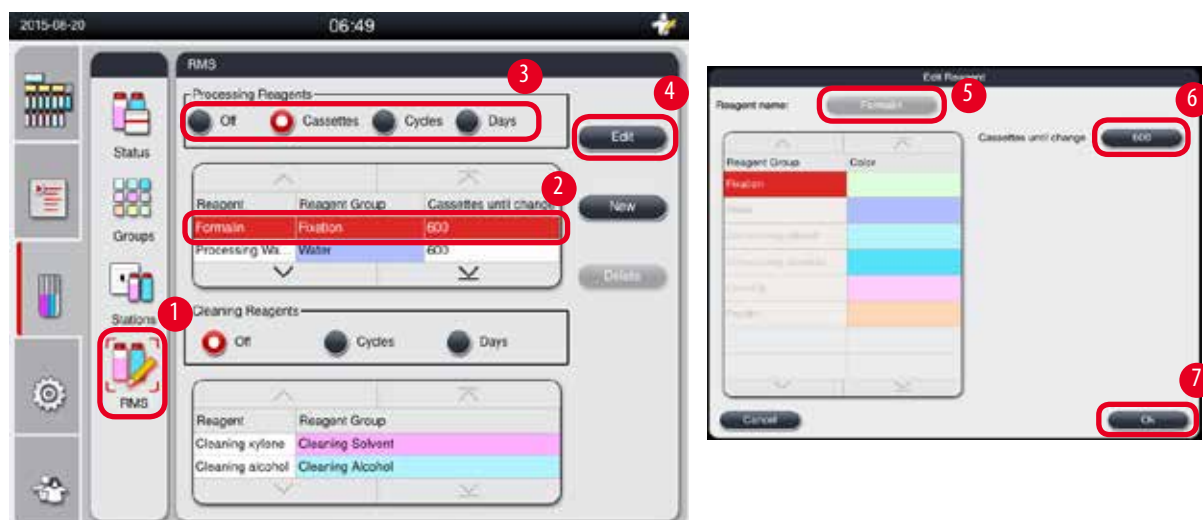 2015-08-20 06:49
RMS
3
4
Processing Reagents
Off Cassettes Cycles Days
Edit
Status
2
Reagent Reagent Group Cassettes until change
New
Formalin Fixation 600
Processing Wa... Water 600
Groups
Delete
Stations
1
Cleaning Reagents
Off Cycles Days
RMS
Reagent Reagent Group
Cleaning xylene Cleaning Solvent
Cleaning alcohol Cleaning Alcohol
Edit Reagent
Reagent name: Formalin
5
6
Cassettes until change 600
Reagent Group Color
Fixation
7
Cancel Ok